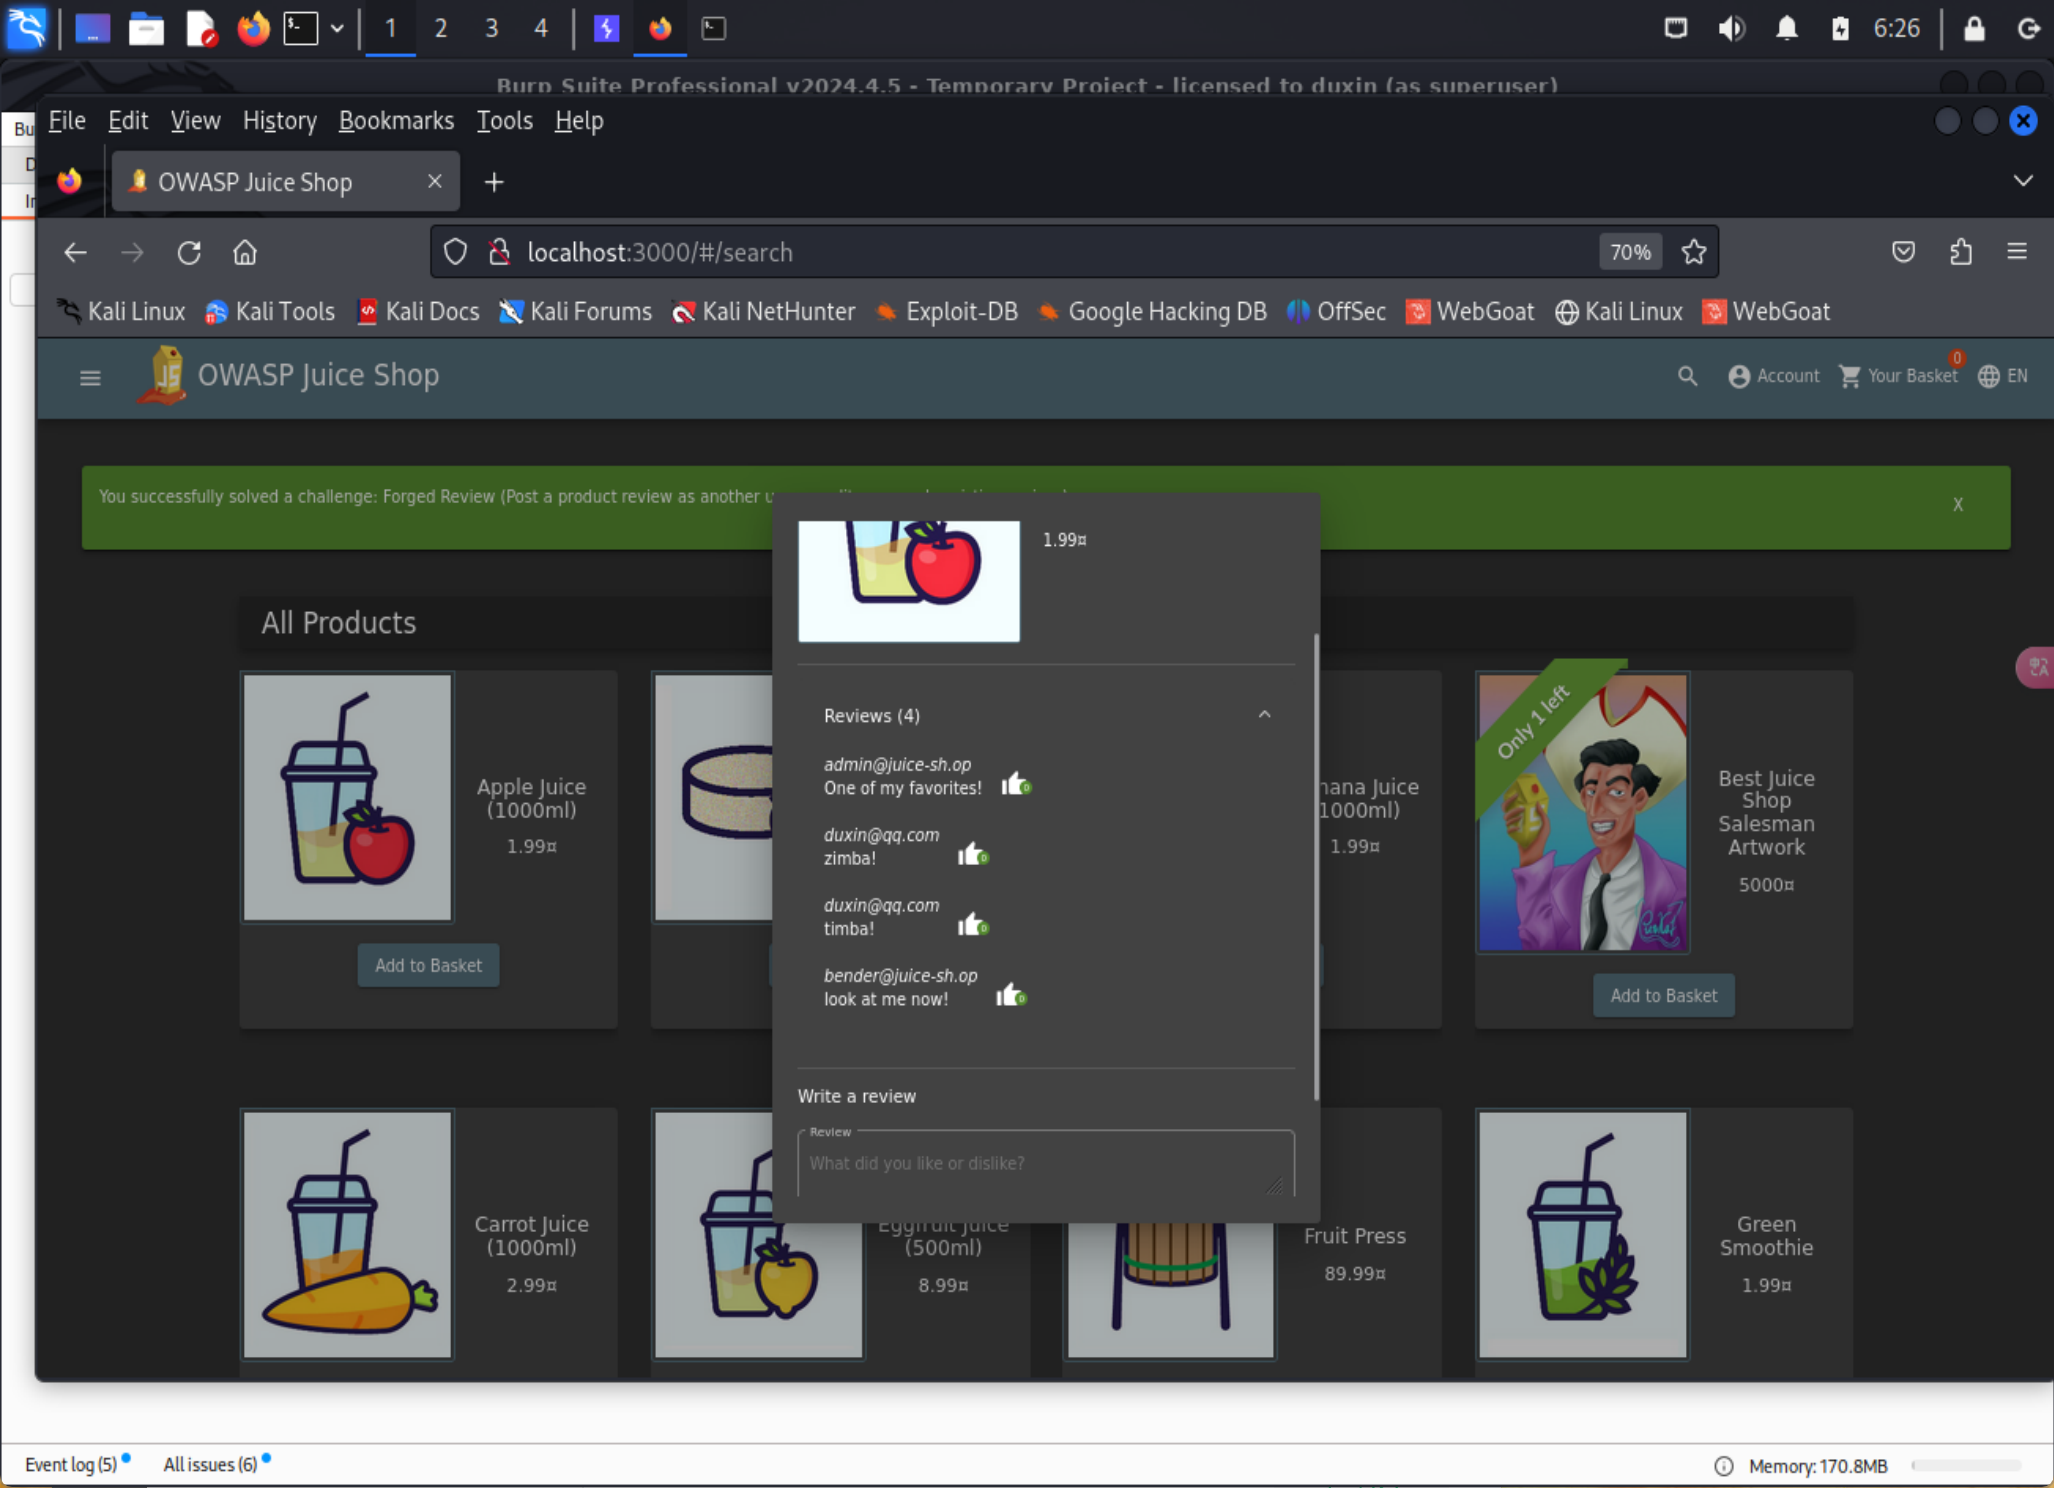 1 2 3 4
6:26
Burp Suite Professional v2024.4.5 - Temporary Project - licensed to duxin (as superuser)
File Edit View History Bookmarks Tools Help
OWASP Juice Shop
localhost:3000/#/search
70%
Kali Linux Kali Tools Kali Docs Kali Forums Kali NetHunter Exploit-DB Google Hacking DB OffSec WebGoat Kali Linux WebGoat
OWASP Juice Shop
Account
Your Basket
0
EN
You successfully solved a challenge: Forged Review (Post a product review as another
X
1.99¤
All Products
Apple Juice
(1000ml)
1.99¤
Add to Basket
Reviews (4)
admin@juice-sh.op
One of my favorites!
0
duxin@qq.com
zimba!
0
duxin@qq.com
timba!
0
bender@juice-sh.op
look at me now!
0
Write a review
Review
What did you like or dislike?
Juice
1000ml)
1.99¤
Only 1 left
Best Juice
Shop
Salesman
Artwork
5000¤
Add to Basket
Carrot Juice
(1000ml)
2.99¤
Eggfruit Juice
(500ml)
8.99¤
Fruit Press
89.99¤
Green
Smoothie
1.99¤
Event log (5) All issues (6)
Memory: 170.8MB